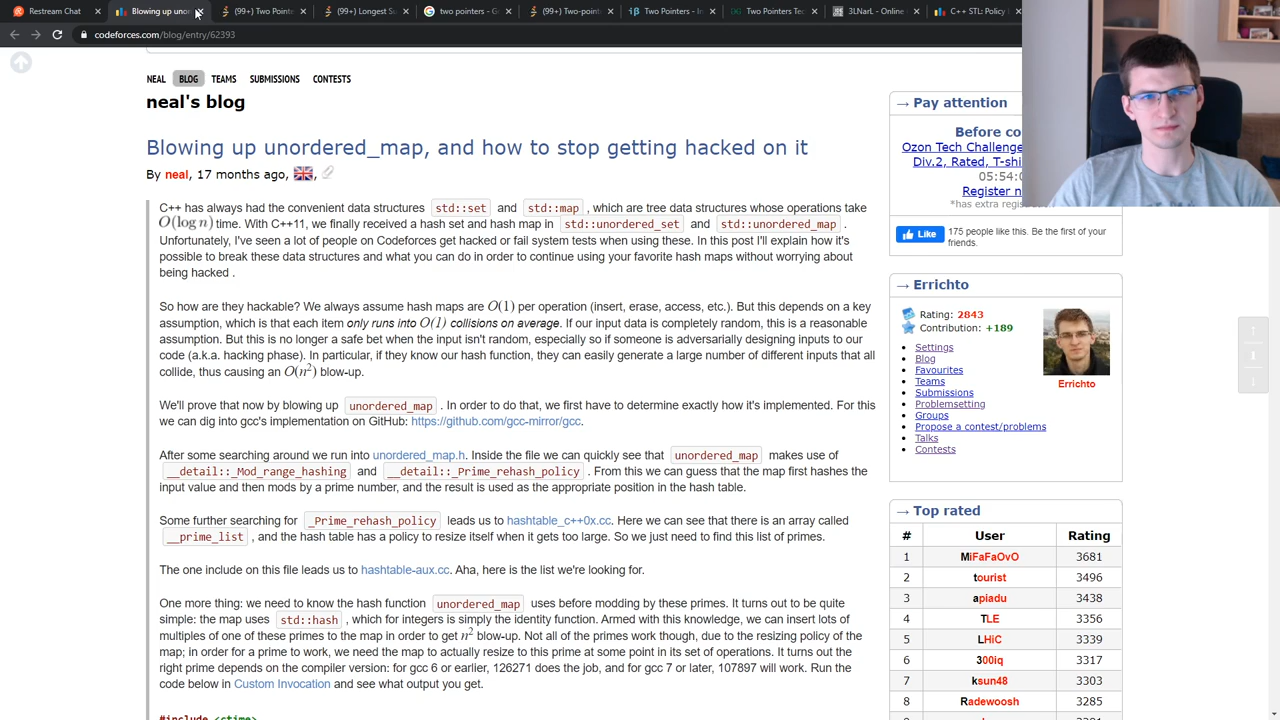 Restream Chat
Blowing up uno
(99+) Two Pointe
(99+) Longest Su
two pointers - G
(99+) Two-point
Two Pointers - I
Two Pointers Te
3LNarL - Online
C++ STL: Policy
codeforces.com/blog/entry/62393
NEAL BLOG TEAMS SUBMISSIONS CONTESTS
neal's blog
Blowing up unordered_map, and how to stop getting hacked on it
By neal, 17 months ago,
C++ has always had the convenient data structures std::set and std::map , which are tree data structures whose operations take
O(log n) time. With C++11, we finally received a hash set and hash map in std::unordered_set and std::unordered_map .
Unfortunately, I've seen a lot of people on Codeforces get hacked or fail system tests when using these. In this post I'll explain how it's
possible to break these data structures and what you can do in order to continue using your favorite hash maps without worrying about
being hacked .
So how are they hackable? We always assume hash maps are O(1) per operation (insert, erase, access, etc.). But this depends on a key
assumption, which is that each item only runs into O(1) collisions on average. If our input data is completely random, this is a reasonable
assumption. But this is no longer a safe bet when the input isn't random, especially so if someone is adversarially designing inputs to our
code (a.k.a. hacking phase). In particular, if they know our hash function, they can easily generate a large number of different inputs that all
collide, thus causing an O(n²) blow-up.
We'll prove that now by blowing up unordered_map . In order to do that, we first have to determine exactly how it's implemented. For this
we can dig into gcc's implementation on GitHub: https://github.com/gcc-mirror/gcc.
After some searching around we run into unordered_map.h. Inside the file we can quickly see that unordered_map makes use of
__detail::_Mod_range_hashing and __detail::_Prime_rehash_policy . From this we can guess that the map first hashes the
input value and then mods by a prime number, and the result is used as the appropriate position in the hash table.
Some further searching for _Prime_rehash_policy leads us to hashtable_c++0x.cc. Here we can see that there is an array called
__prime_list , and the hash table has a policy to resize itself when it gets too large. So we just need to find this list of primes.
The one include on this file leads us to hashtable-aux.cc. Aha, here is the list we're looking for.
One more thing: we need to know the hash function unordered_map uses before modding by these primes. It turns out to be quite
simple: the map uses std::hash , which for integers is simply the identity function. Armed with this knowledge, we can insert lots of
multiples of one of these primes to the map in order to get n² blow-up. Not all of the primes work though, due to the resizing policy of the
map; in order for a prime to work, we need the map to actually resize to this prime at some point in its set of operations. It turns out the
right prime depends on the compiler version: for gcc 6 or earlier, 126271 does the job, and for gcc 7 or later, 107897 will work. Run the
code below in Custom Invocation and see what output you get.
#include <ctime>
→ Pay attention
Before co
Ozon Tech Challenge
Div.2, Rated, T-shi
05:54:0
Register n
*has extra regis
Like
175 people like this. Be the first of your
friends.
→ Errichto
Rating: 2843
Contribution: +189
Settings
Blog
Favourites
Teams
Submissions
Problemsetting
Groups
Propose a contest/problems
Talks
Contests
Errichto
→ Top rated
# User Rating
1 MiFaFaOvO 3681
2 tourist 3496
3 apiadu 3438
4 TLE 3356
5 LHiC 3339
6 300iq 3317
7 ksun48 3303
8 Radewoosh 3285